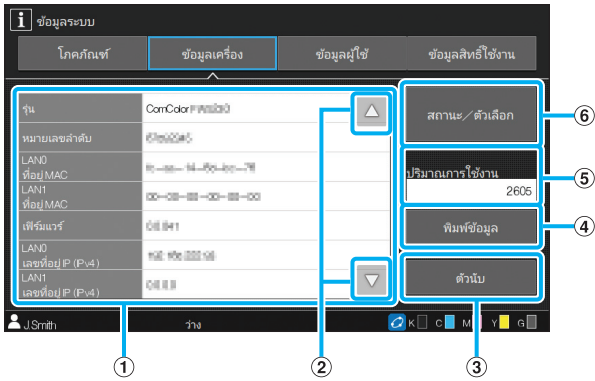 i ข้อมูลระบบ
โภคภัณฑ์ ข้อมูลเครื่อง ข้อมูลผู้ใช้ ข้อมูลสิทธิ์ใช้งาน
รุ่น ComColor
หมายเลขลำดับ
LAN0
ที่อยู่ MAC
LAN1
ที่อยู่ MAC
เฟิร์มแวร์
LAN0
เลขที่อยู่ IP (IPv4)
LAN1
เลขที่อยู่ IP (IPv4)
สถานะ/ตัวเลือก
ปริมาณการใช้งาน
2605
พิมพ์ข้อมูล
ตัวนับ
J.Smith ว่าง K C M Y G
6
5
4
1 2 3